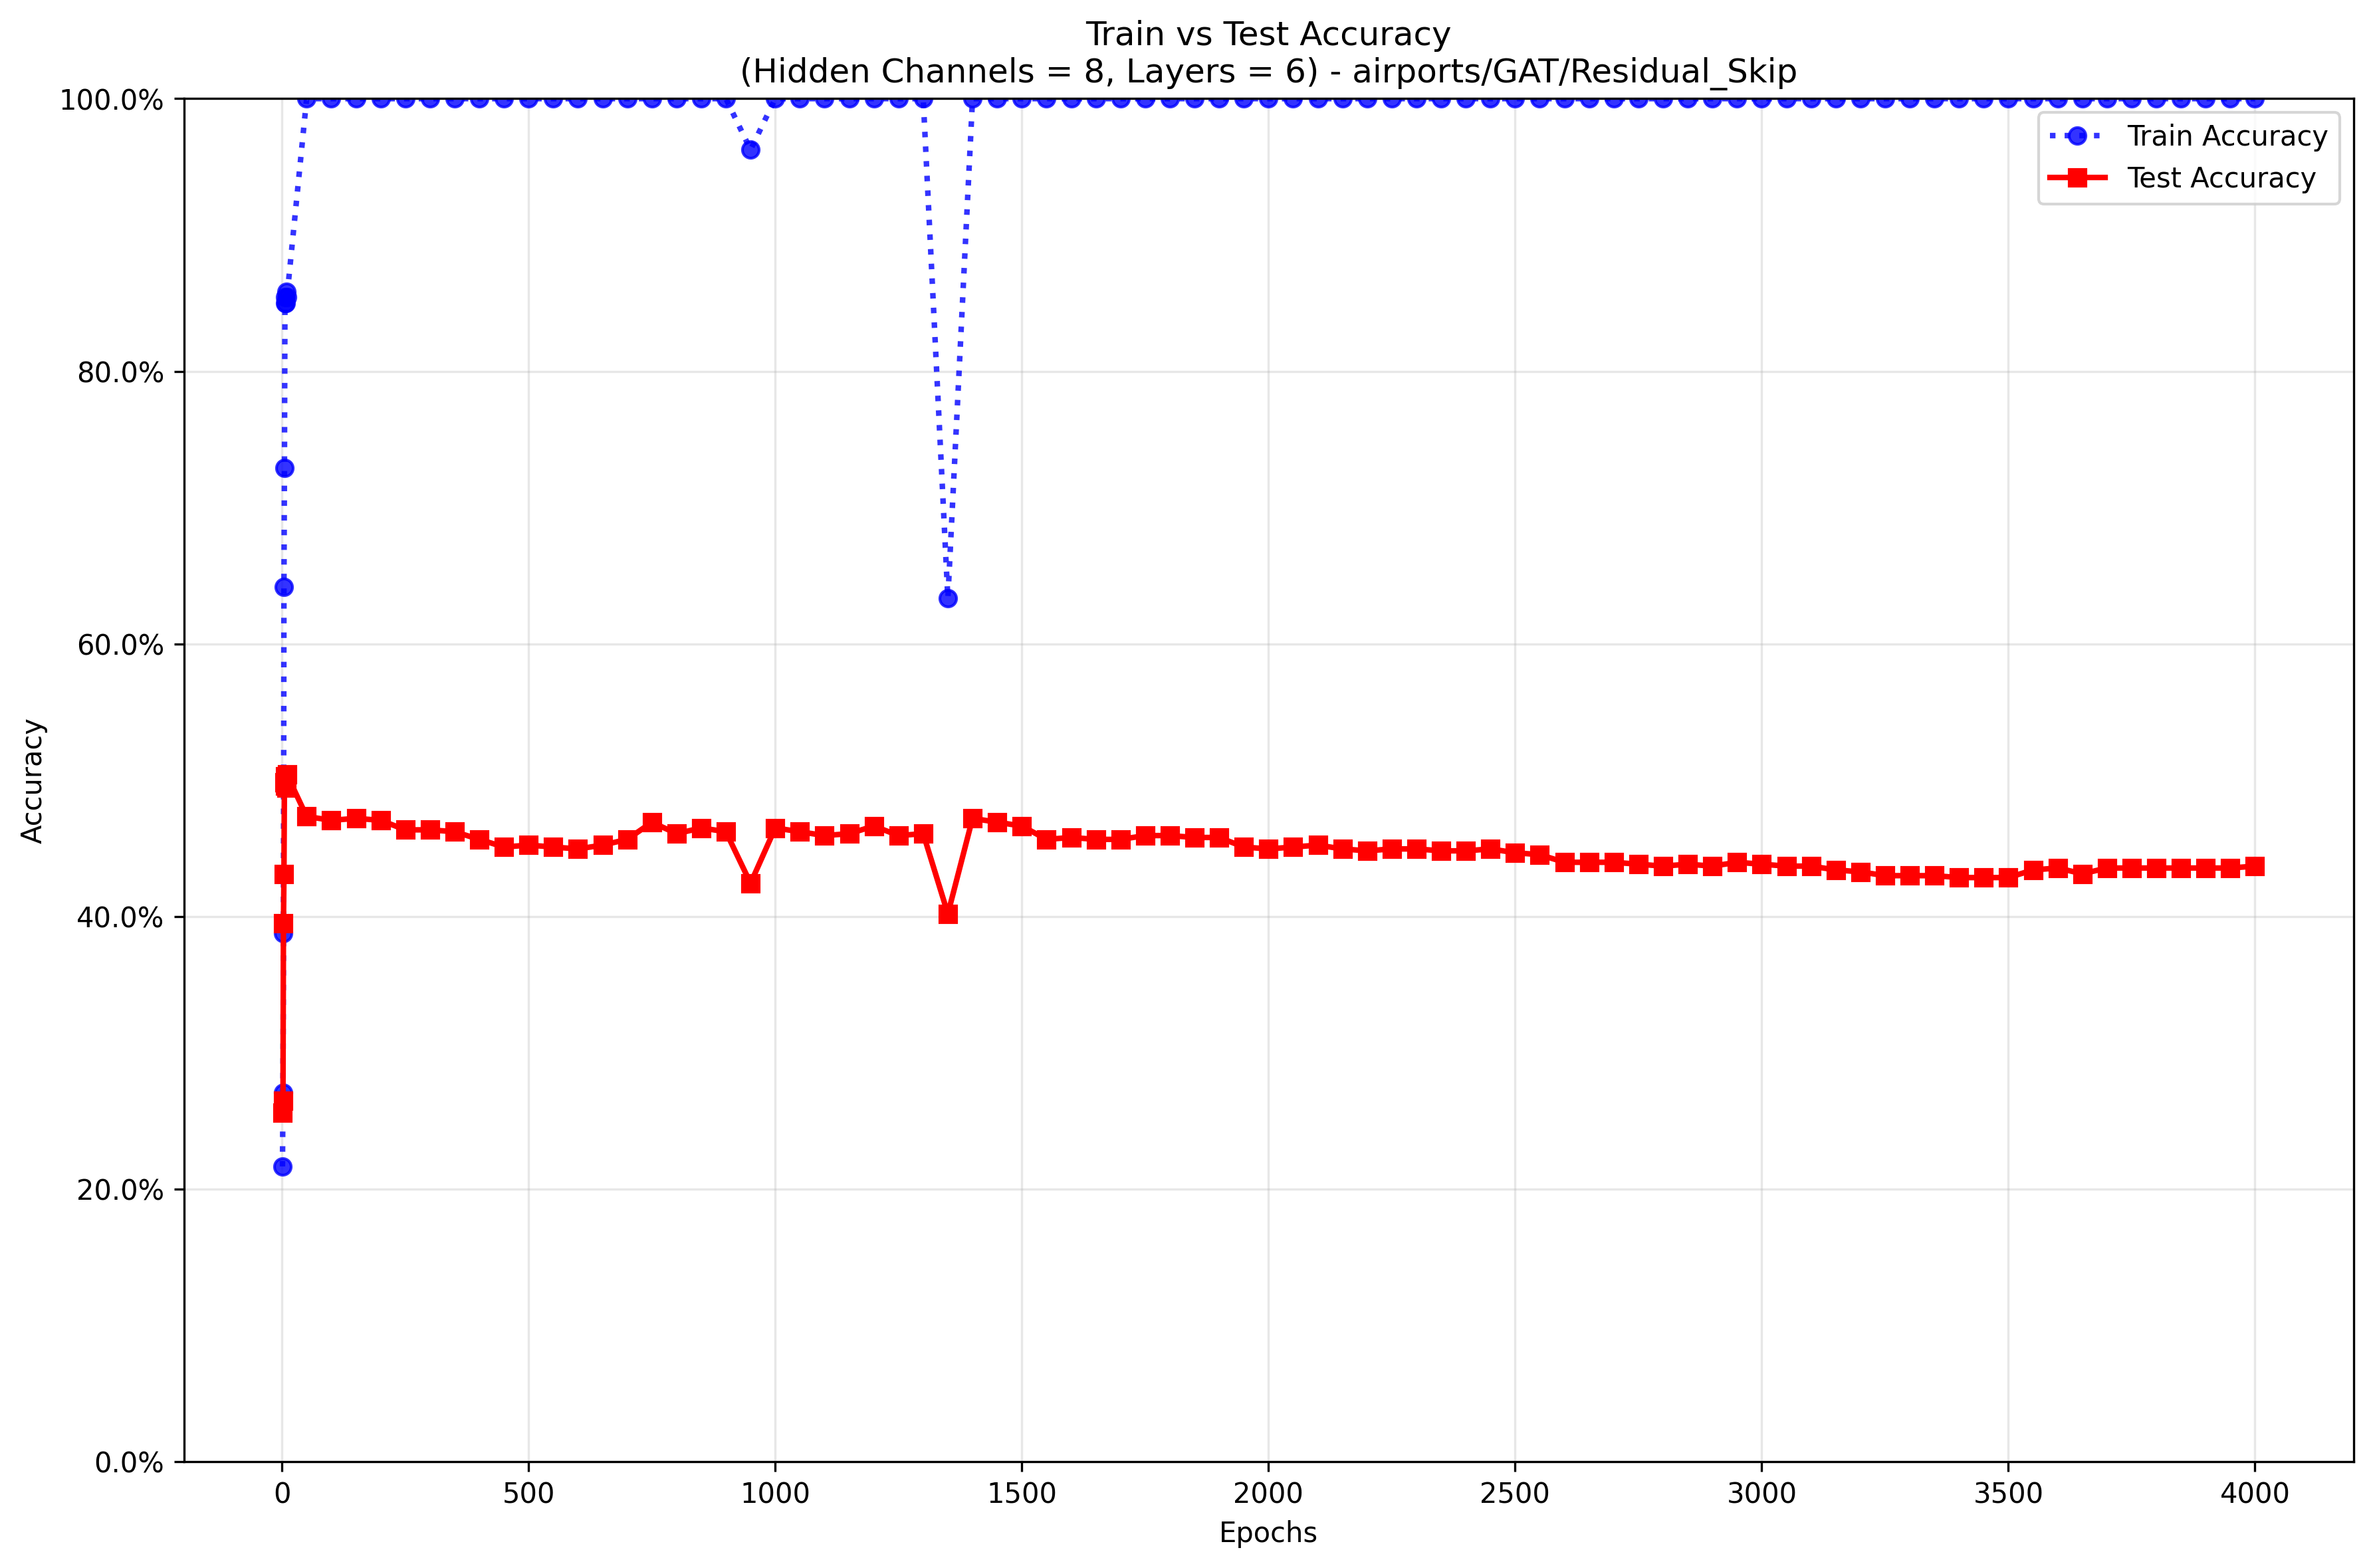 Train vs Test Accuracy
(Hidden Channels = 8, Layers = 6) - airports/GAT/Residual_Skip
100.0%
80.0%
60.0%
40.0%
20.0%
0.0%
Accuracy
Train Accuracy
Test Accuracy
0 500 1000 1500 2000 2500 3000 3500 4000
Epochs